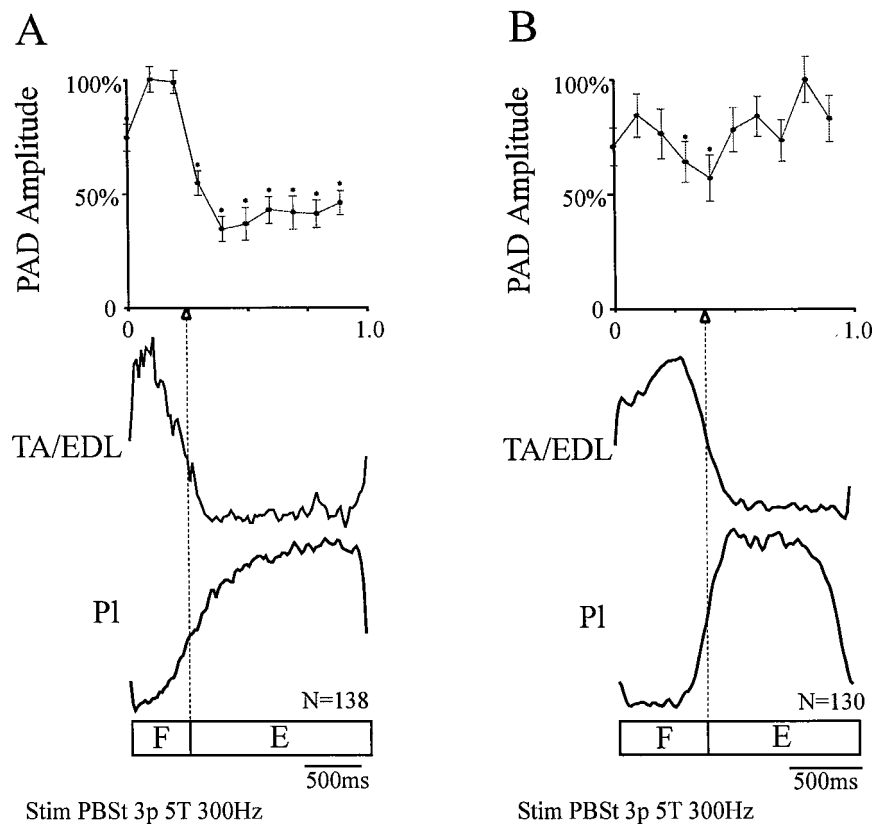 A
PAD Amplitude
100%
50%
0
0
1.0
TA/EDL
Pl
N=138
F
E
500ms
Stim PBSt 3p 5T 300Hz
B
PAD Amplitude
100%
50%
0
0
1.0
TA/EDL
Pl
N=130
F
E
500ms
Stim PBSt 3p 5T 300Hz